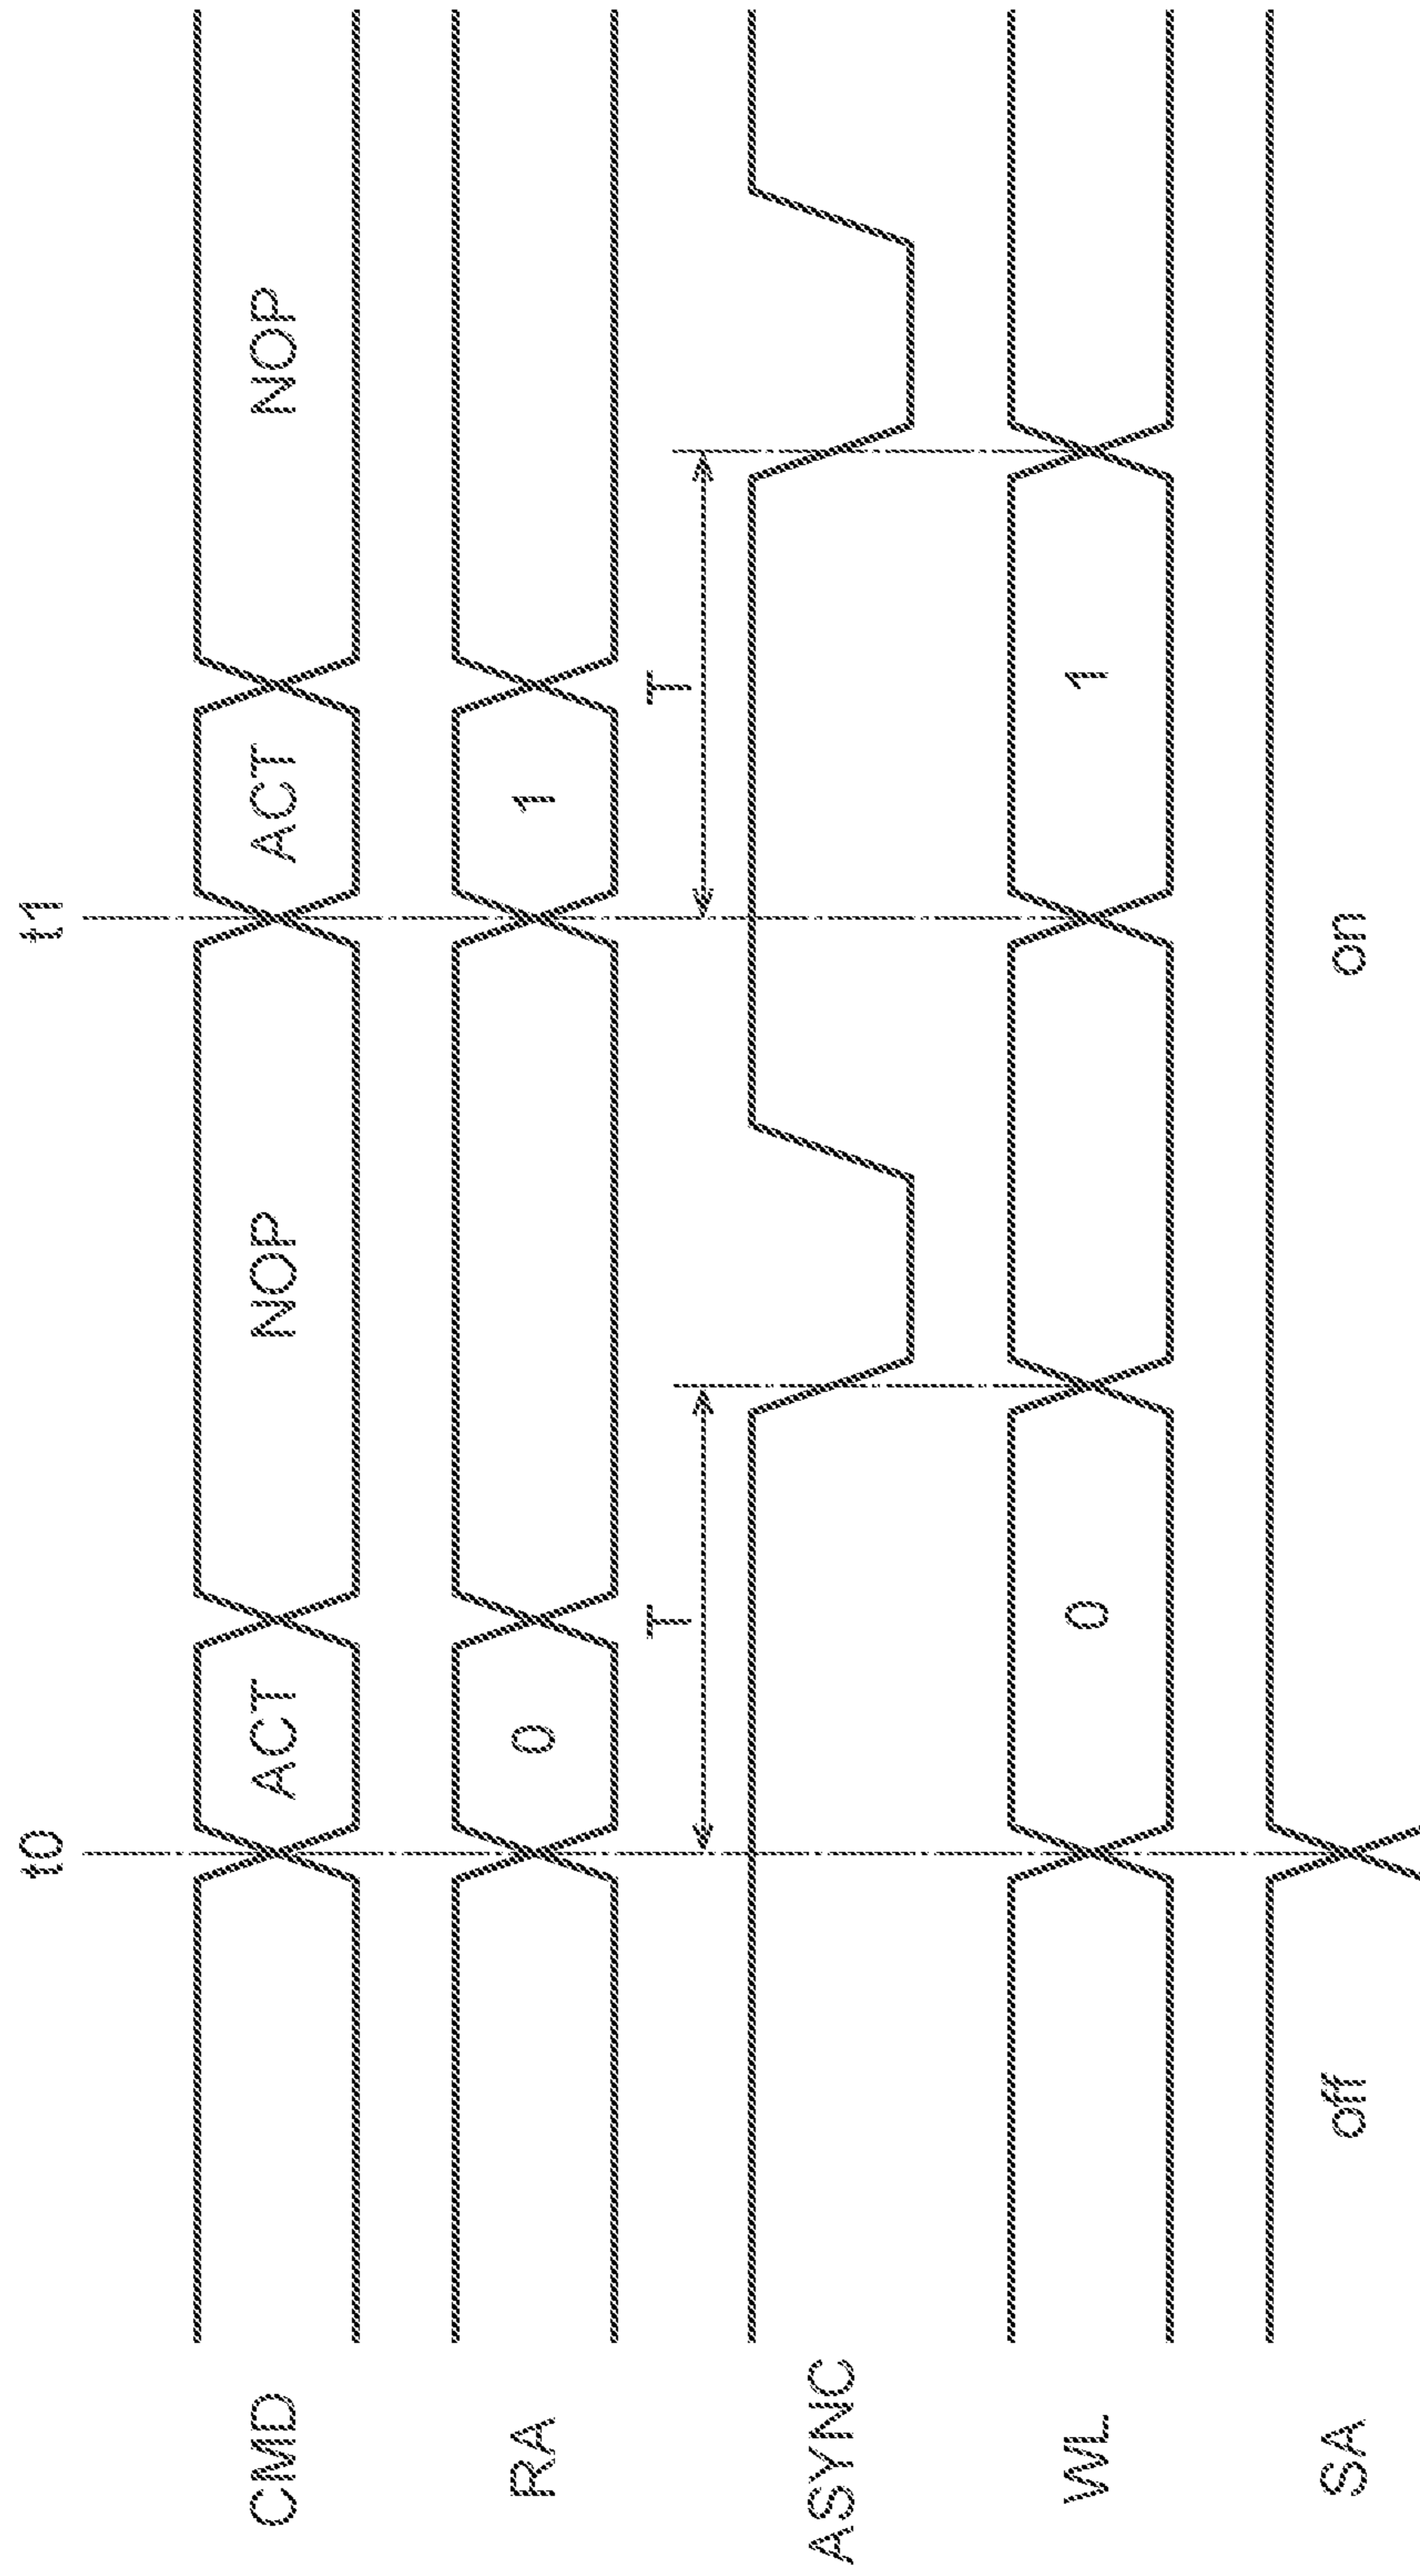 t0 t1
CMD ACT NOP ACT NOP
RA 0 1
T T
ASYNC
WL 0 1
SA off on